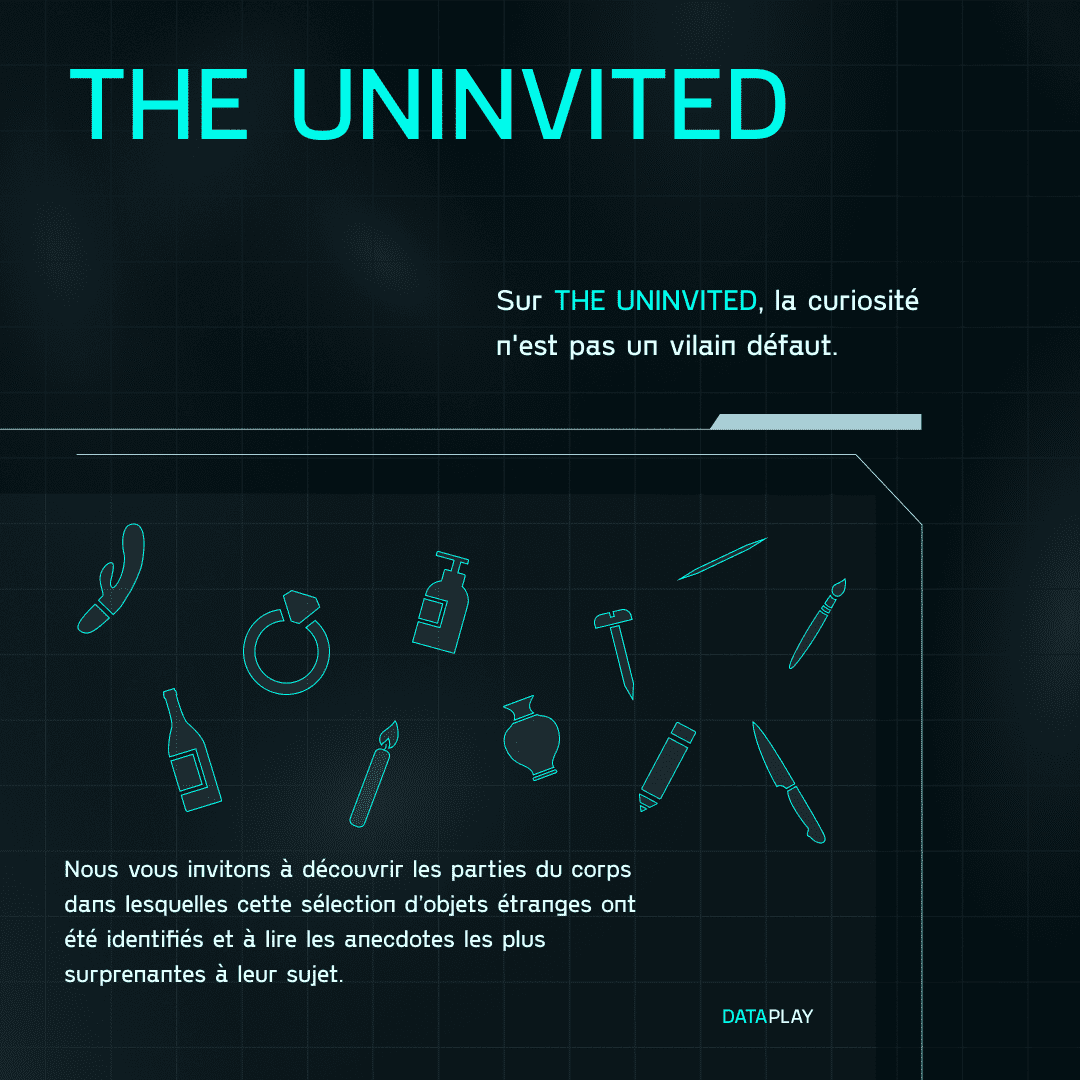 THE UNINVITED
Sur THE UNINVITED, la curiosité
n'est pas un vilain défaut.
Nous vous invitons à découvrir les parties du corps
dans lesquelles cette sélection d'objets étranges ont
été identifiés et à lire les anecdotes les plus
surprenantes à leur sujet.
DATAPLAY